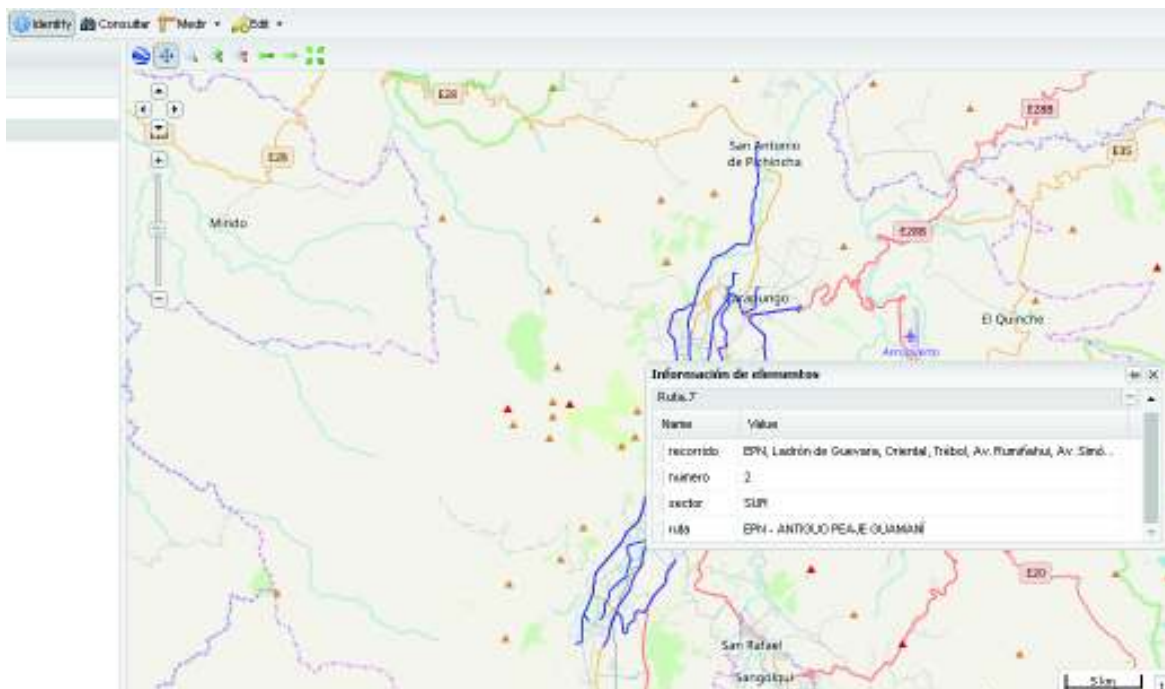 Identify Consultar Medir Edit
E28
E28B
San Antonio
de Pichincha
E35
E28
Mindo
E28B
Carapungo
El Quinche
Aeropuerto
Información de elementos
Ruta.7
Name Value
recorrido EPN, Ladrón de Guevara, Oriental, Trébol, Av. Rumiñahui, Av. Simó...
numero 2
sector SUR
ruta EPN - ANTIGUO PEAJE GUAMANÍ
E20
San Rafael
Sangolquí
5 km